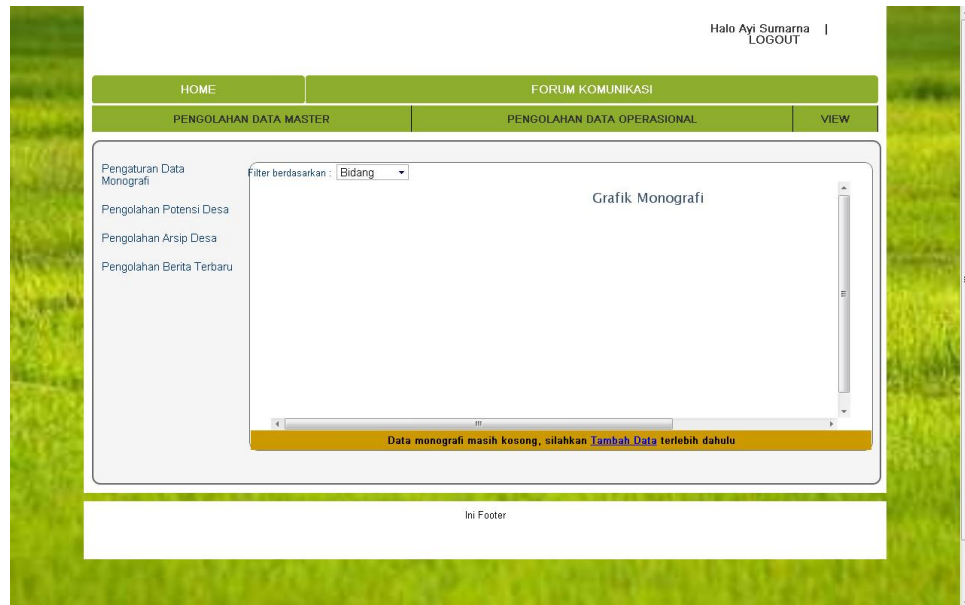 Halo Ayi Sumarna |
LOGOUT
HOME
FORUM KOMUNIKASI
PENGOLAHAN DATA MASTER
PENGOLAHAN DATA OPERASIONAL
VIEW
Pengaturan Data
Monografi
Pengolahan Potensi Desa
Pengolahan Arsip Desa
Pengolahan Berita Terbaru
Filter berdasarkan : Bidang
Grafik Monografi
Data monografi masih kosong, silahkan Tambah Data terlebih dahulu
Ini Footer